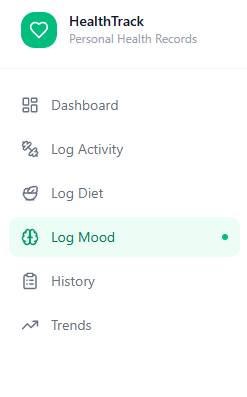 HealthTrack
Personal Health Records
Dashboard
Log Activity
Log Diet
Log Mood
History
Trends